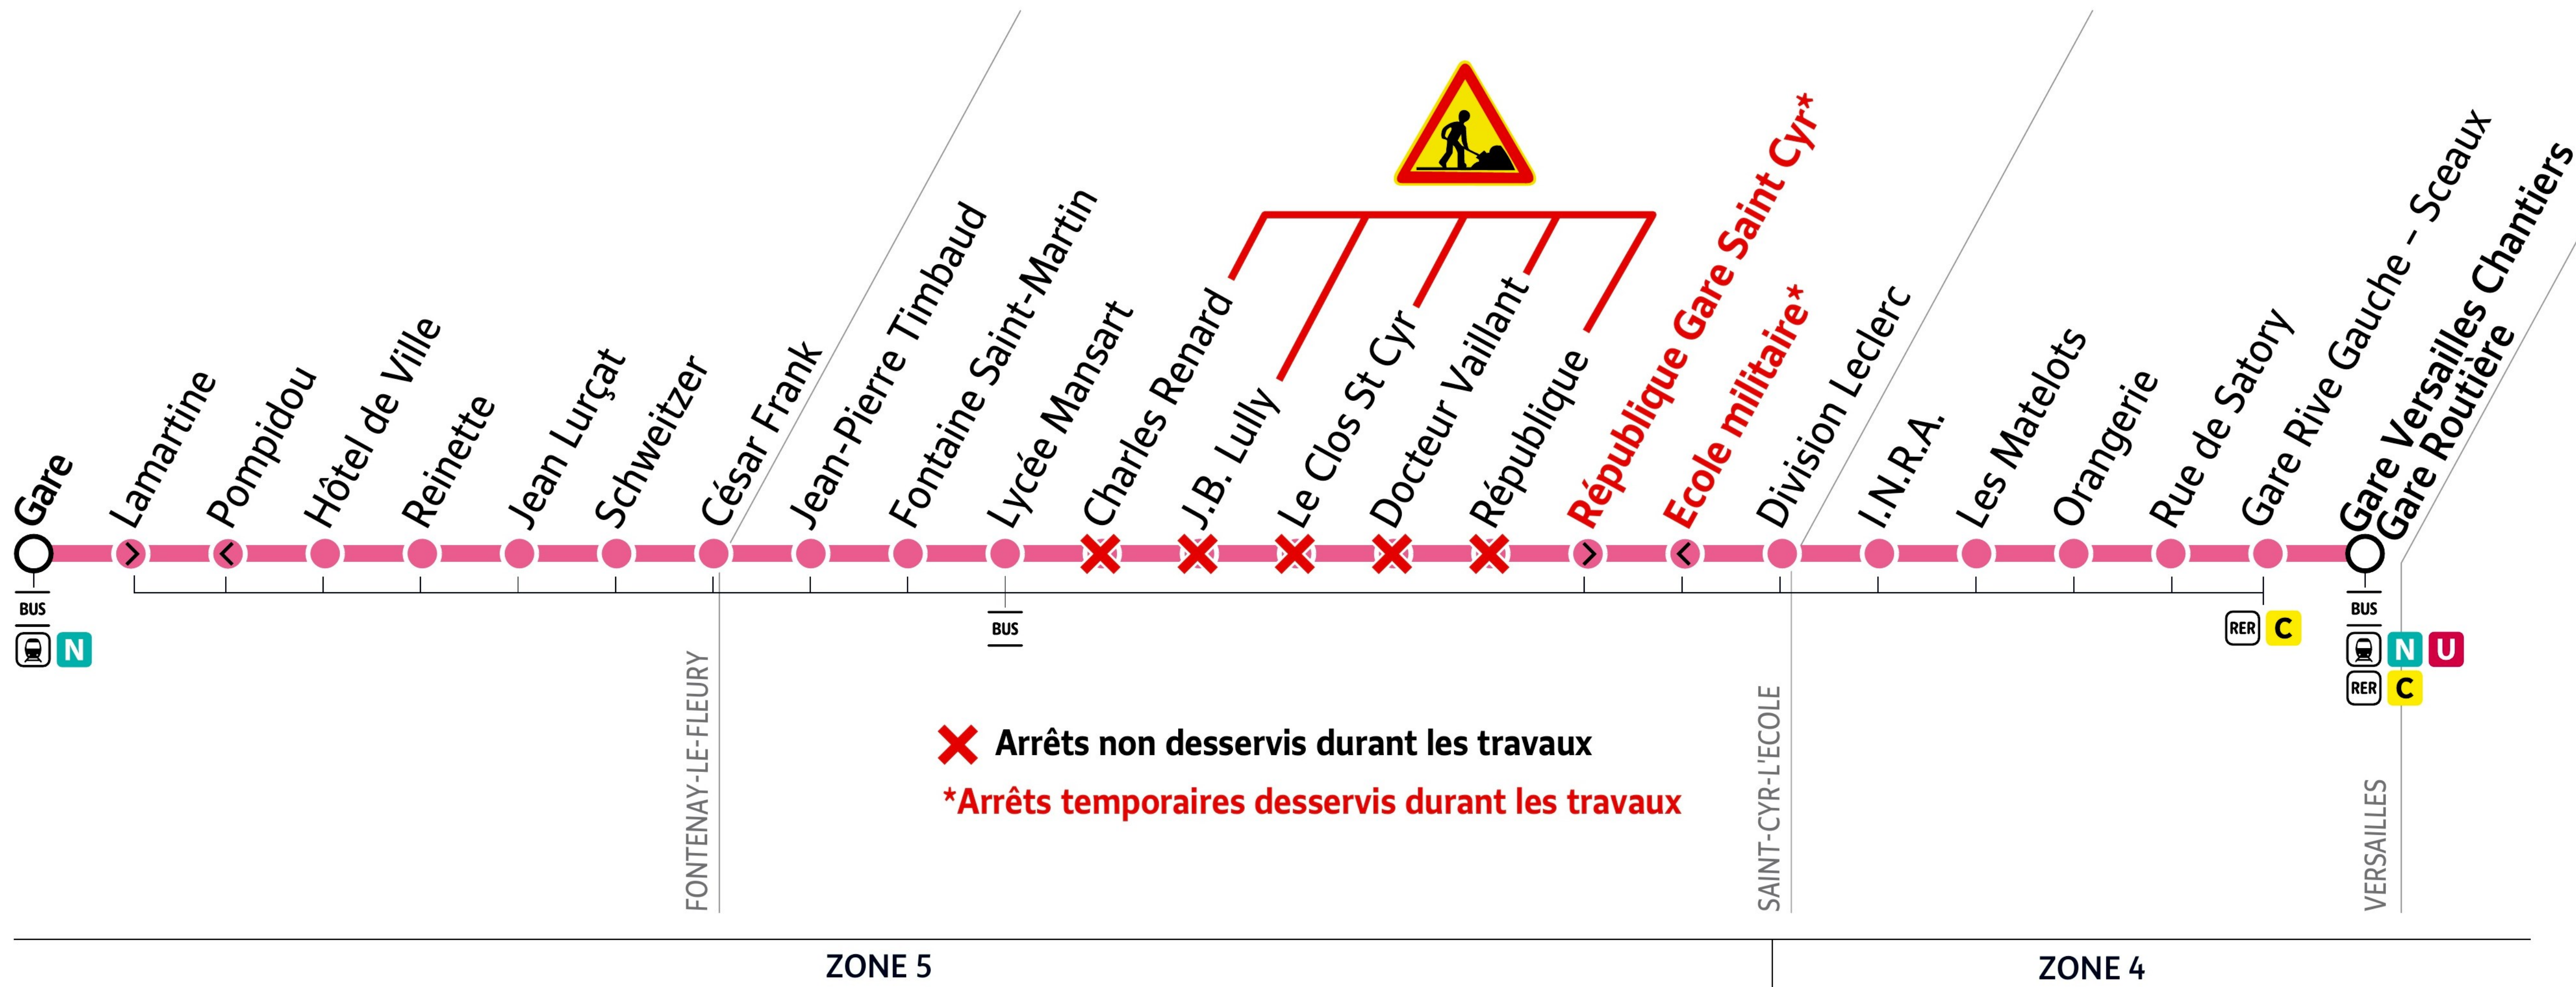 Gare
Lamartine
Pompidou
Hôtel de Ville
Reinette
Jean Lurçat
Schweitzer
César Frank
Jean-Pierre Timbaud
Fontaine Saint-Martin
Lycée Mansart
Charles Renard
J.B. Lully
Le Clos St Cyr
Docteur Vaillant
République
République Gare Saint Cyr*
Ecole militaire*
Division Leclerc
I.N.R.A.
Les Matelots
Orangerie
Rue de Satory
Gare Rive Gauche – Sceaux
Gare Versailles Chantiers
Gare Routière
BUS
N
BUS
RER C
BUS
N U
RER C
FONTENAY-LE-FLEURY
SAINT-CYR-L'ECOLE
VERSAILLES
Arrêts non desservis durant les travaux
*Arrêts temporaires desservis durant les travaux
ZONE 5
ZONE 4